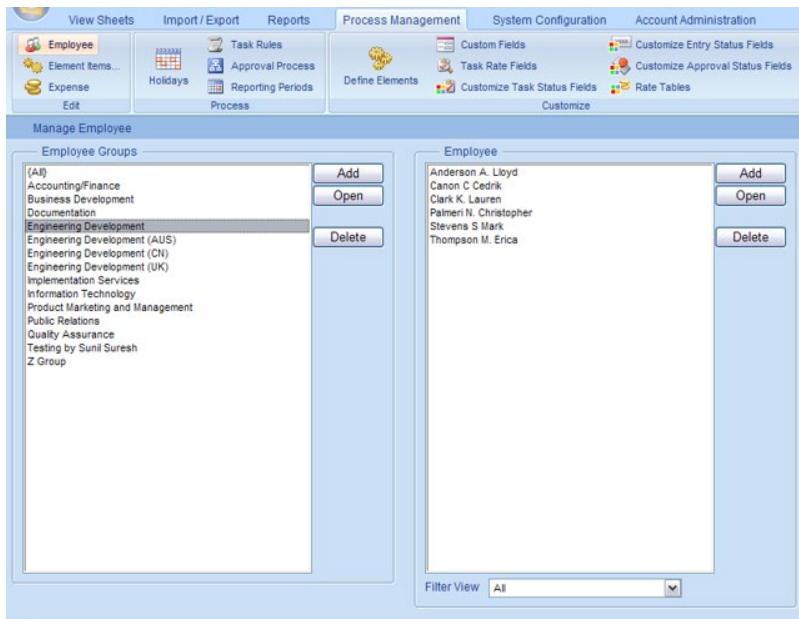 View Sheets Import / Export Reports Process Management System Configuration Account Administration
Employee Task Rules Custom Fields Customize Entry Status Fields
Element Items... Approval Process Task Rate Fields Customize Approval Status Fields
Holidays Define Elements
Expense Reporting Periods Customize Task Status Fields Rate Tables
Edit Process Customize
Manage Employee
Employee Groups
{All}
Accounting/Finance
Business Development
Documentation
Engineering Development
Engineering Development (AUS)
Engineering Development (CN)
Engineering Development (UK)
Implementation Services
Information Technology
Product Marketing and Management
Public Relations
Quality Assurance
Testing by Sunil Suresh
Z Group
Add
Open
Delete
Employee
Anderson A. Lloyd
Canon C Cedrik
Clark K. Lauren
Palmeri N. Christopher
Stevens S Mark
Thompson M. Erica
Add
Open
Delete
Filter View All